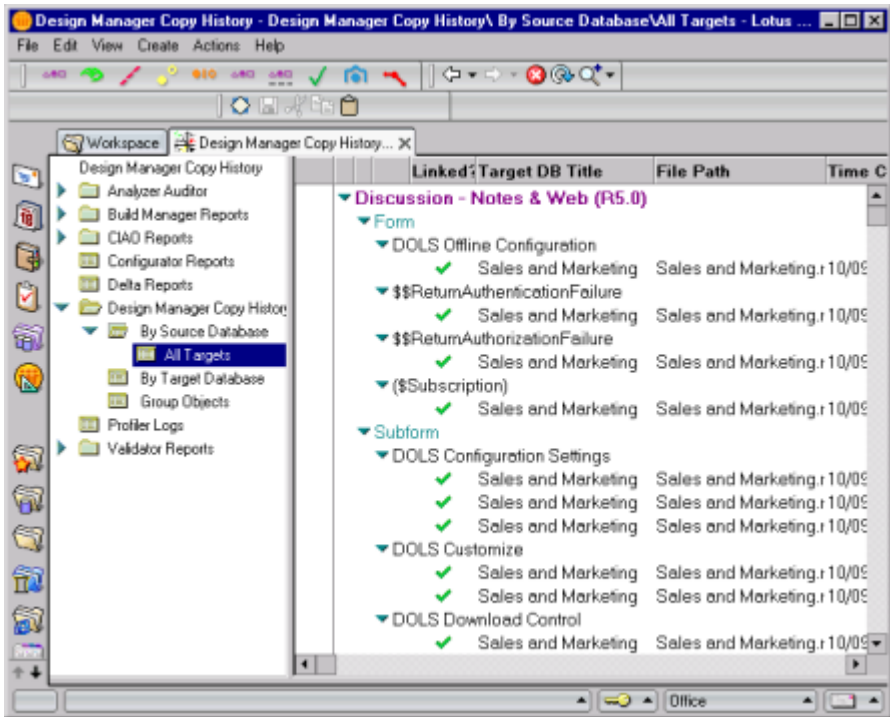 Design Manager Copy History - Design Manager Copy History\ By Source Database\All Targets - Lotus ...
File Edit View Create Actions Help
Workspace Design Manager Copy History...
Design Manager Copy History
Analyzer Auditor
Build Manager Reports
CIAO Reports
Configurator Reports
Delta Reports
Design Manager Copy History
By Source Database
All Targets
By Target Database
Group Objects
Profiler Logs
Validator Reports
Linked? Target DB Title File Path Time C
Discussion - Notes & Web (R5.0)
Form
DOLS Offline Configuration
Sales and Marketing Sales and Marketing.r 10/09
$$ReturnAuthenticationFailure
Sales and Marketing Sales and Marketing.r 10/09
$$ReturnAuthorizationFailure
Sales and Marketing Sales and Marketing.r 10/09
($Subscription)
Sales and Marketing Sales and Marketing.r 10/09
Subform
DOLS Configuration Settings
Sales and Marketing Sales and Marketing.r 10/09
Sales and Marketing Sales and Marketing.r 10/09
Sales and Marketing Sales and Marketing.r 10/09
DOLS Customize
Sales and Marketing Sales and Marketing.r 10/09
Sales and Marketing Sales and Marketing.r 10/09
DOLS Download Control
Sales and Marketing Sales and Marketing.r 10/09
Office